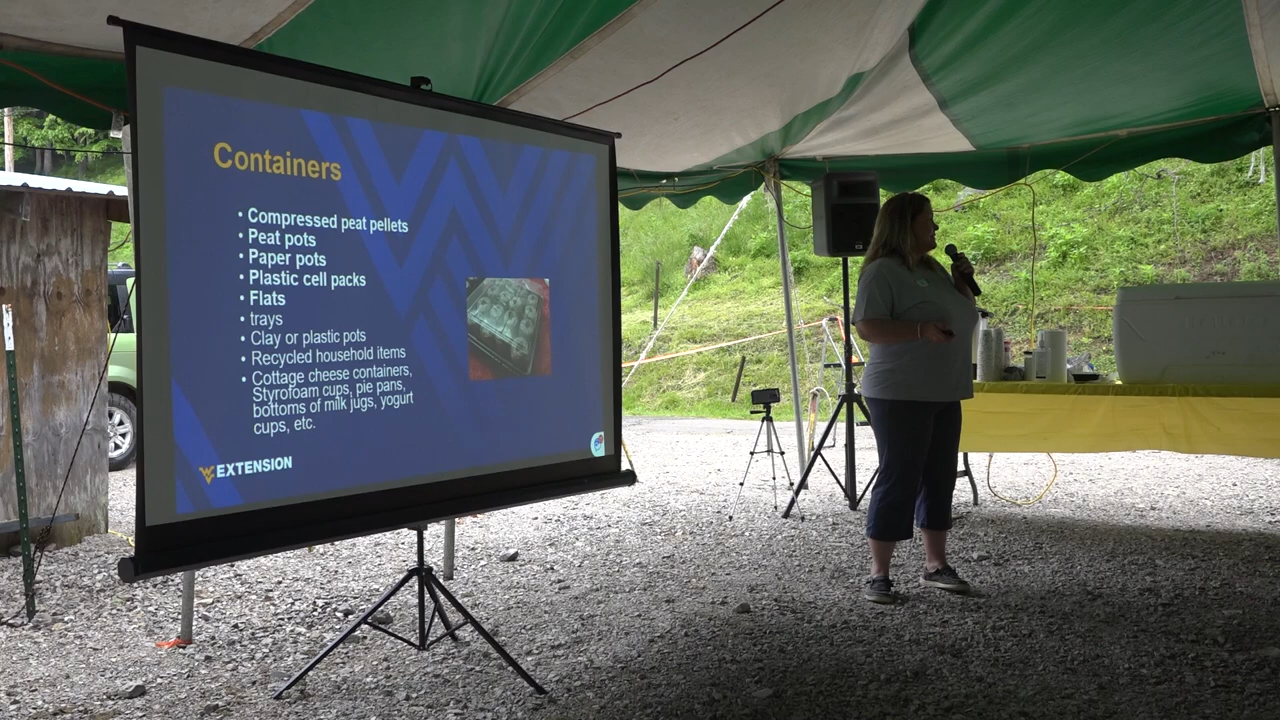 Containers
• Compressed peat pellets
• Peat pots
• Paper pots
• Plastic cell packs
• Flats
• trays
• Clay or plastic pots
• Recycled household items
• Cottage cheese containers,
Styrofoam cups, pie pans,
bottoms of milk jugs, yogurt
cups, etc.
WV EXTENSION